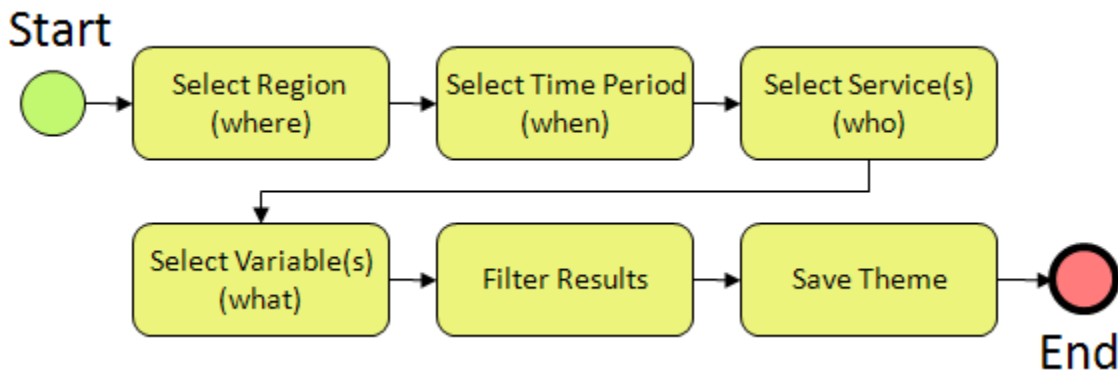 Start
Select Region
(where)
Select Time Period
(when)
Select Service(s)
(who)
Select Variable(s)
(what)
Filter Results
Save Theme
End